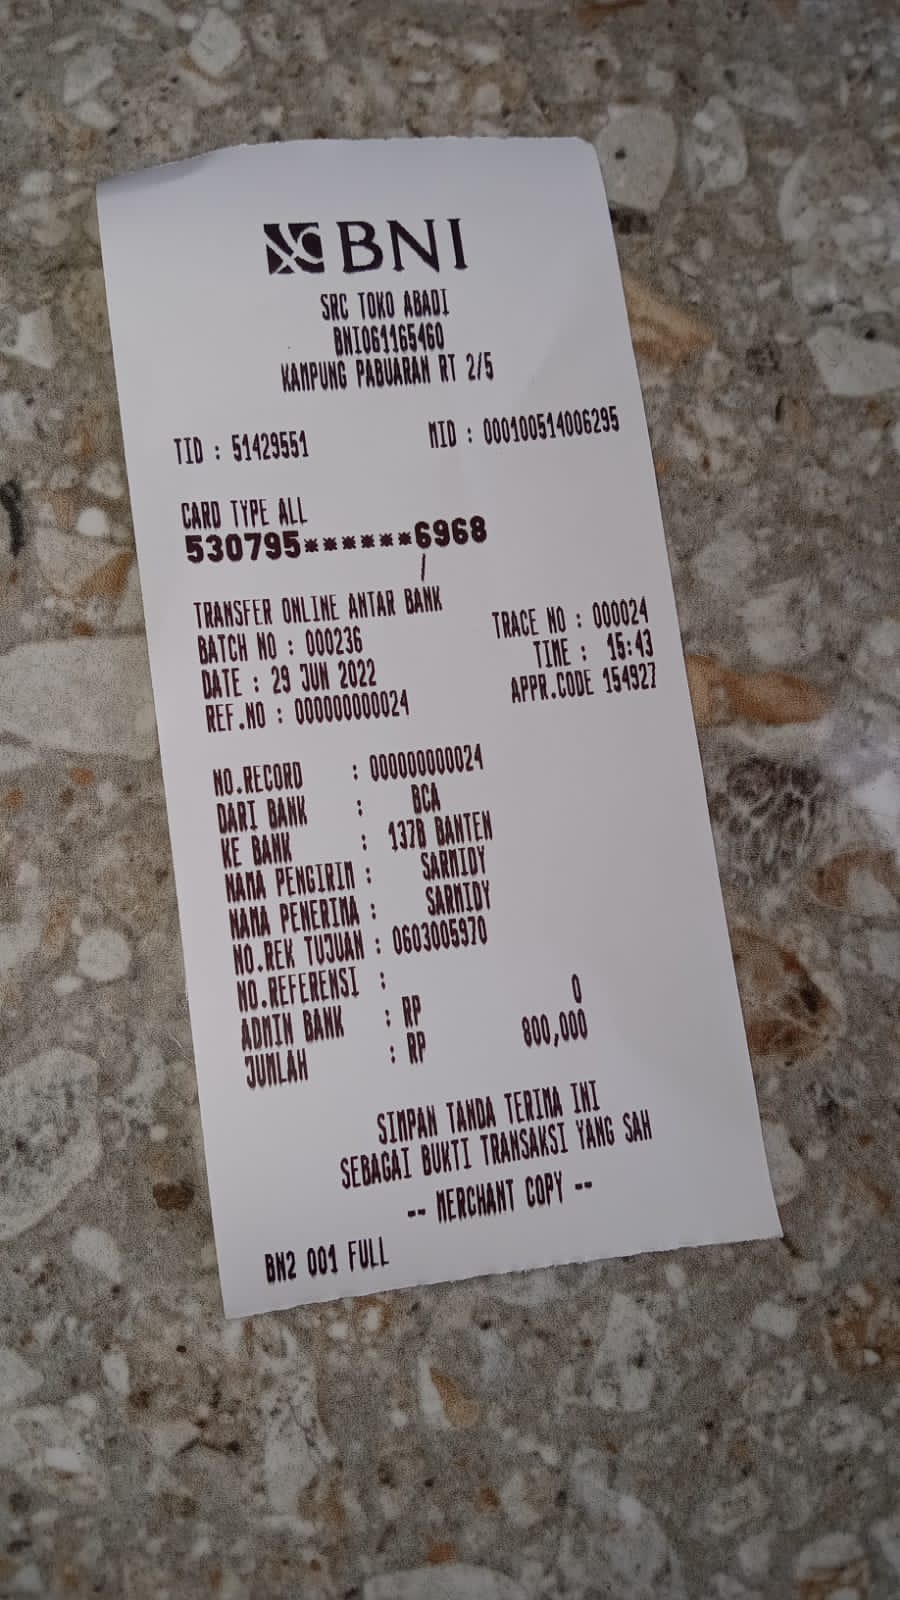 BNI
SRC TOKO ABADI
BNI061165460
KAMPUNG PABUARAN RT 2/5
TID : 51429551 MID : 000100514006295
CARD TYPE ALL
530795******6968
/
TRANSFER ONLINE ANTAR BANK
BATCH NO : 000236 TRACE NO : 000024
DATE : 29 JUN 2022 TIME : 15:43
REF.NO : 000000000024 APPR.CODE 154927
NO.RECORD : 000000000024
DARI BANK : BCA
KE BANK : 137B BANTEN
NAMA PENGIRIM : SARMIDY
NAMA PENERIMA : SARMIDY
NO.REK TUJUAN : 0603005970
NO.REFERENSI :
ADMIN BANK : RP 0
JUMLAH : RP 800,000
SIMPAN TANDA TERIMA INI
SEBAGAI BUKTI TRANSAKSI YANG SAH
-- MERCHANT COPY --
BN2 001 FULL